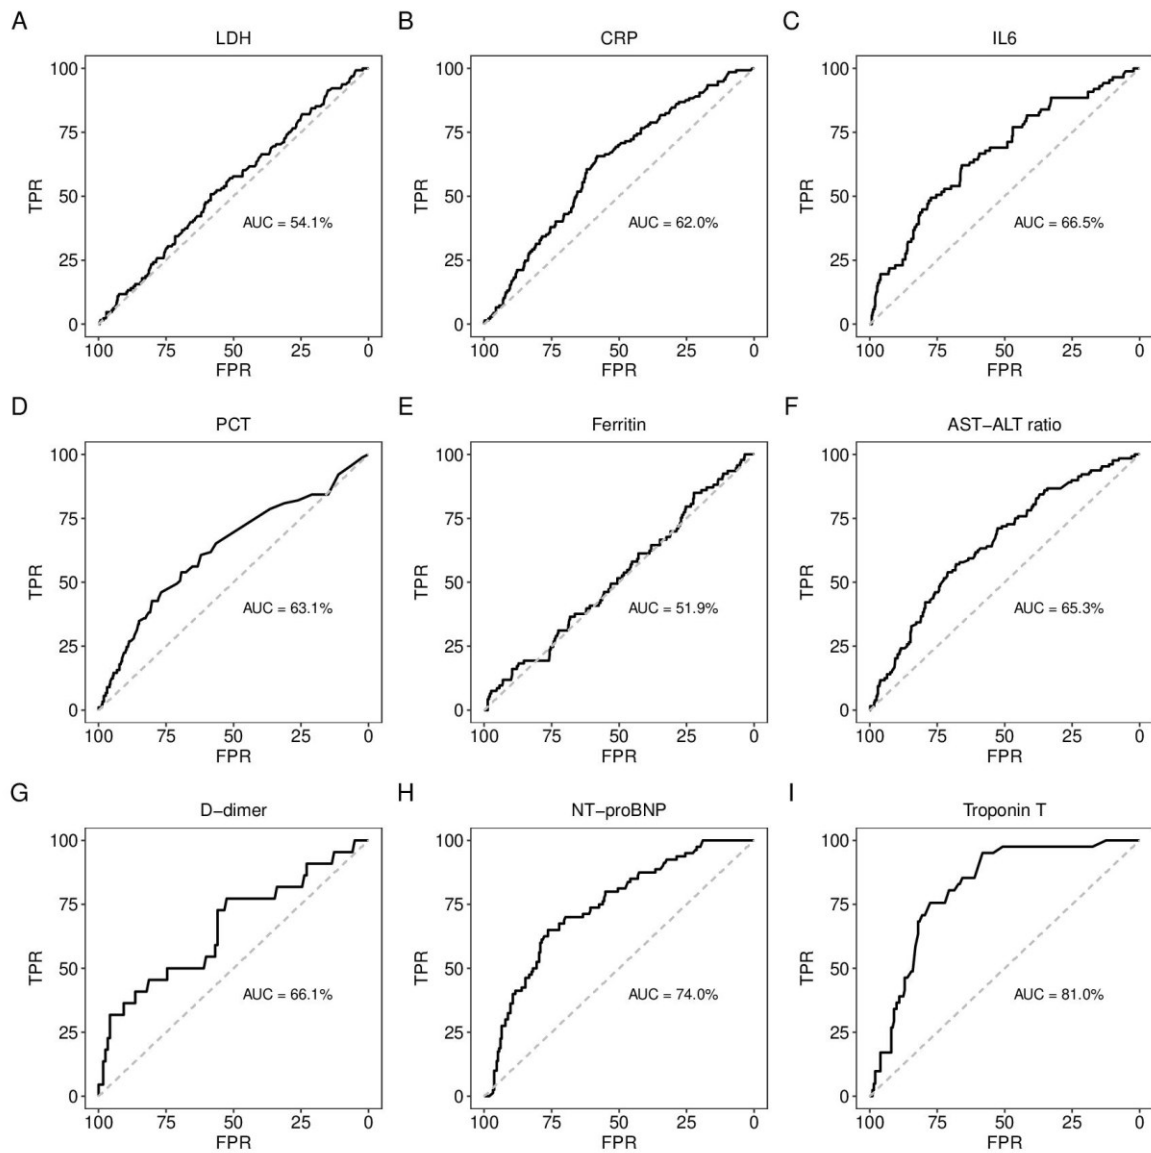 A
LDH
100
75
50
25
0
TPR
AUC = 54.1%
100 75 50 25 0
FPR
B
CRP
100
75
50
25
0
TPR
AUC = 62.0%
100 75 50 25 0
FPR
C
IL6
100
75
50
25
0
TPR
AUC = 66.5%
100 75 50 25 0
FPR
D
PCT
100
75
50
25
0
TPR
AUC = 63.1%
100 75 50 25 0
FPR
E
Ferritin
100
75
50
25
0
TPR
AUC = 51.9%
100 75 50 25 0
FPR
F
AST−ALT ratio
100
75
50
25
0
TPR
AUC = 65.3%
100 75 50 25 0
FPR
G
D−dimer
100
75
50
25
0
TPR
AUC = 66.1%
100 75 50 25 0
FPR
H
NT−proBNP
100
75
50
25
0
TPR
AUC = 74.0%
100 75 50 25 0
FPR
I
Troponin T
100
75
50
25
0
TPR
AUC = 81.0%
100 75 50 25 0
FPR